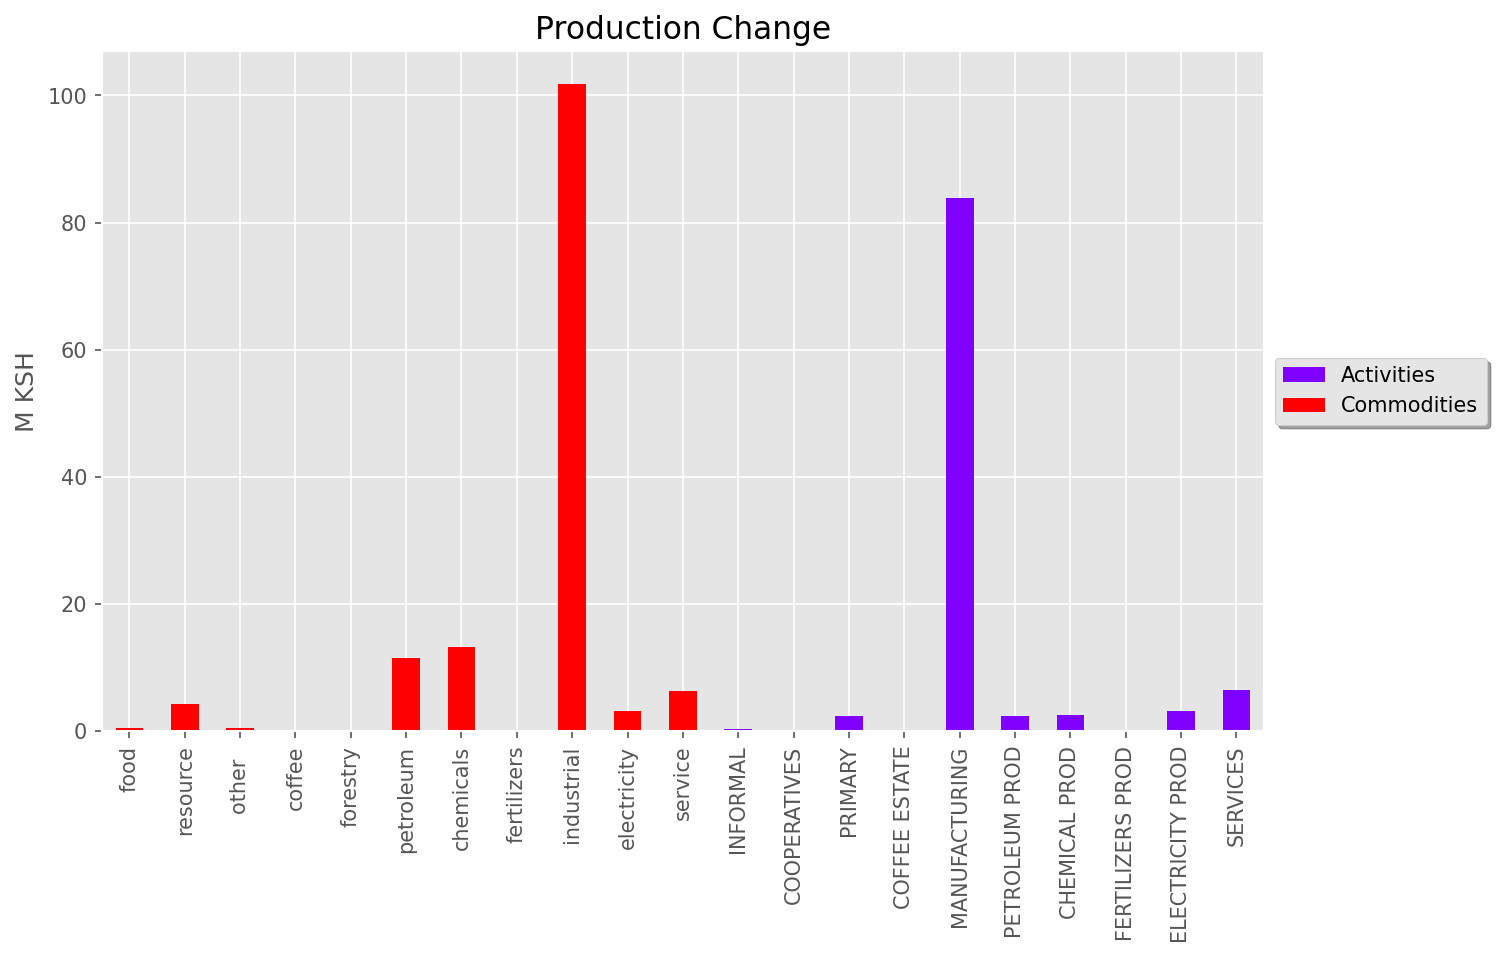 Production Change
M KSH
100
80
60
40
20
0
food
resource
other
coffee
forestry
petroleum
chemicals
fertilizers
industrial
electricity
service
INFORMAL
COOPERATIVES
PRIMARY
COFFEE ESTATE
MANUFACTURING
PETROLEUM PROD
CHEMICAL PROD
FERTILIZERS PROD
ELECTRICITY PROD
SERVICES
Activities
Commodities